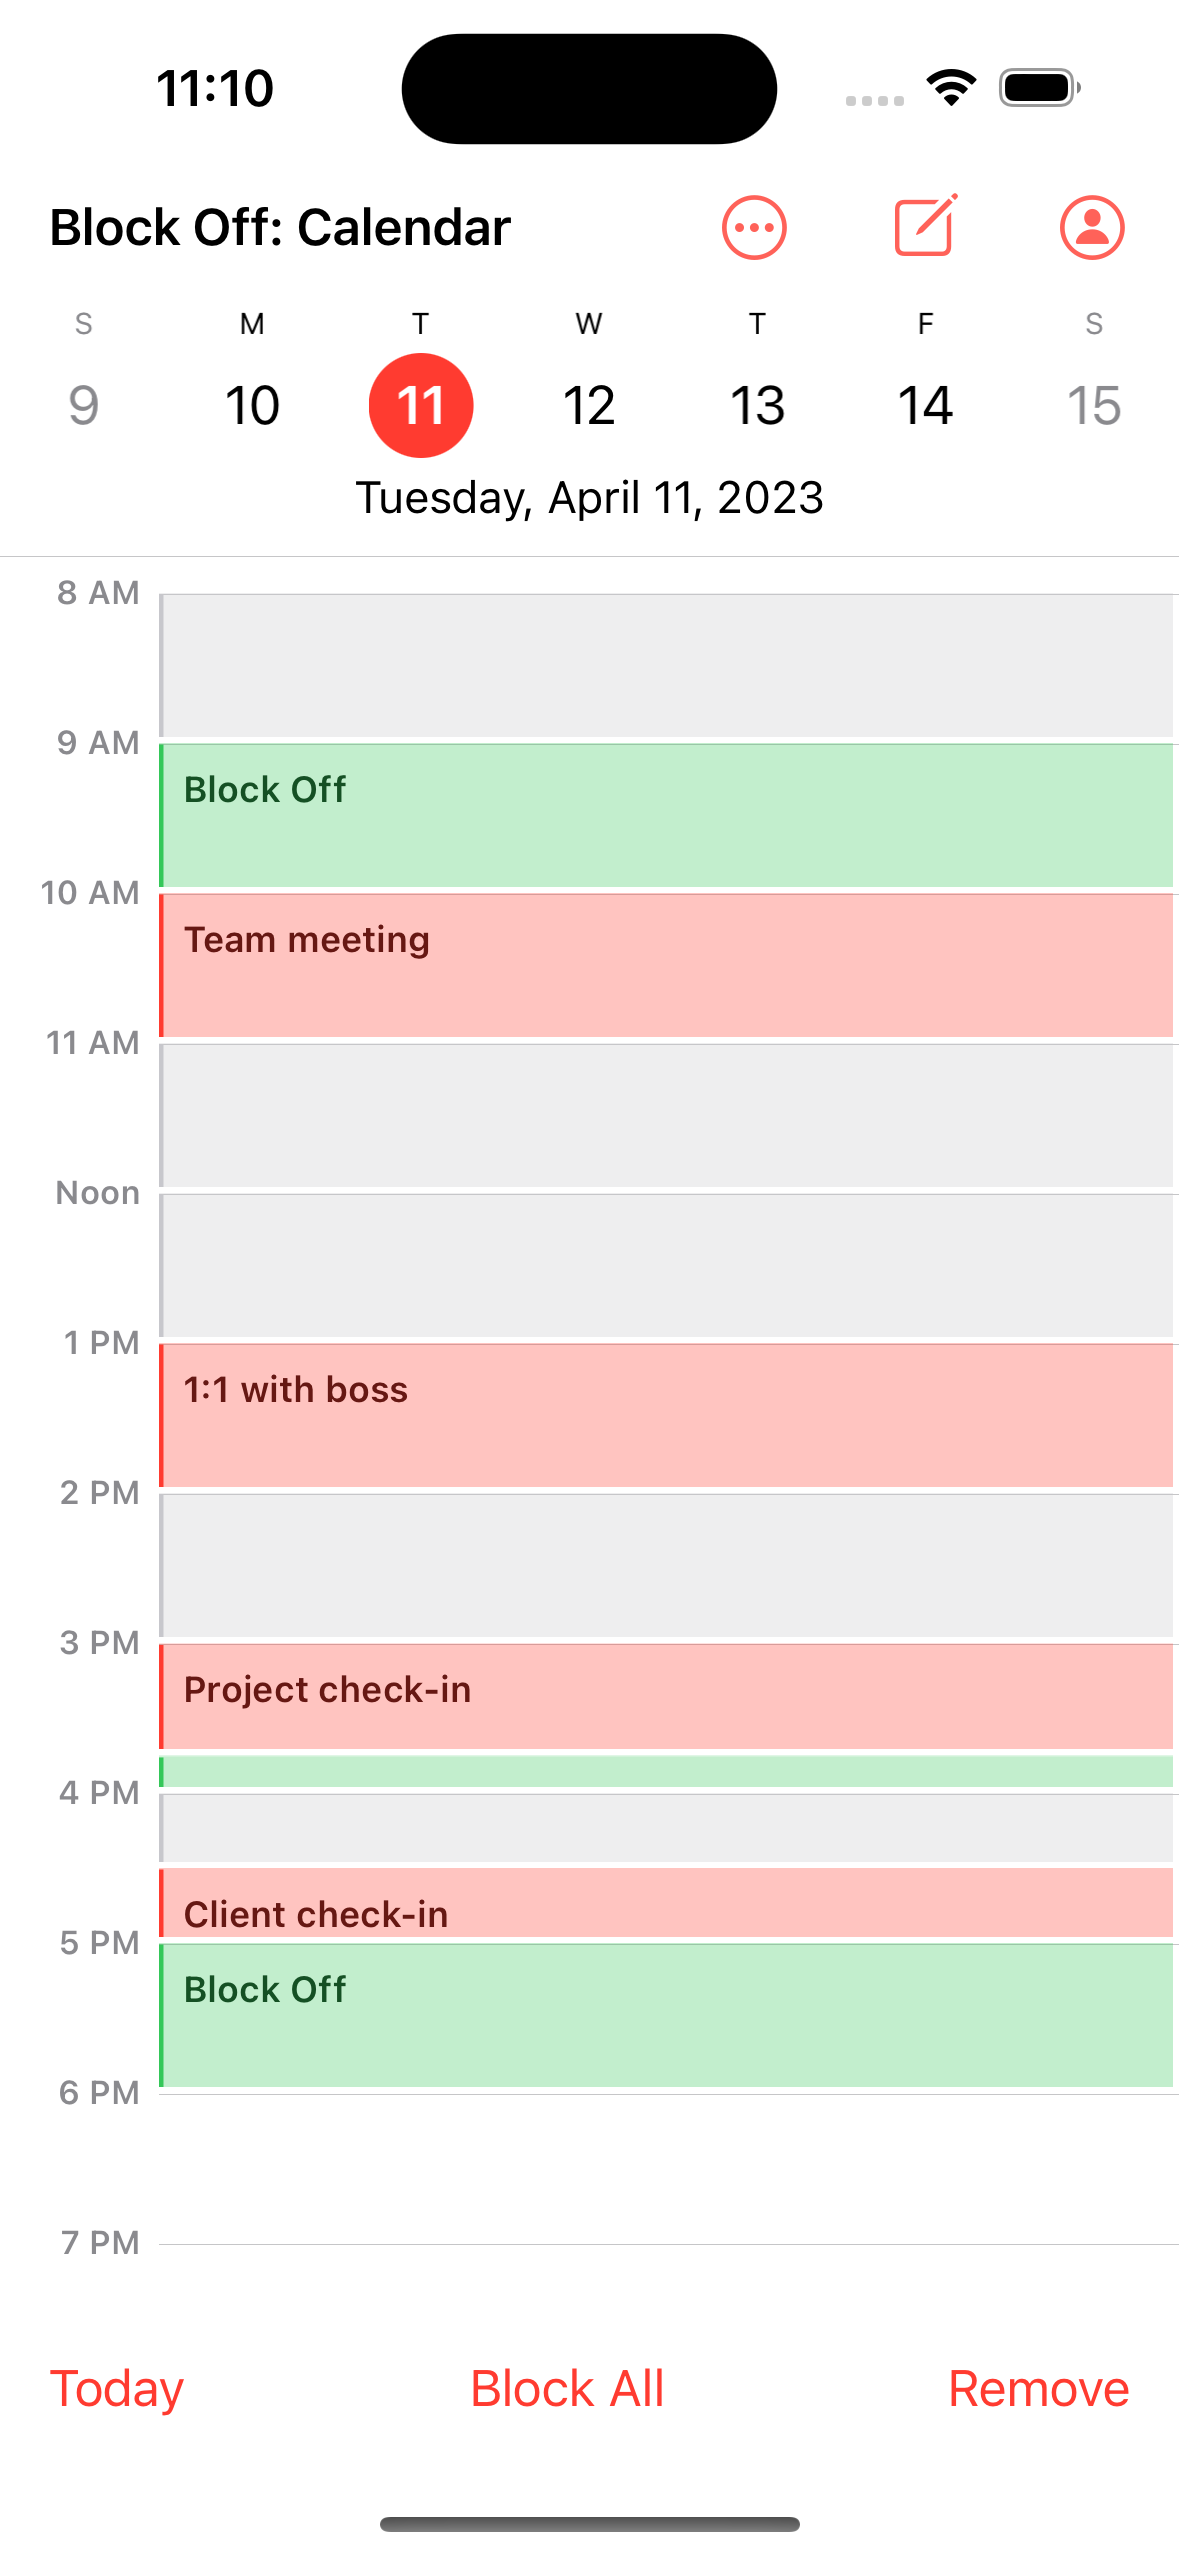 11:10
Block Off: Calendar
S M T W T F S
9 10 11 12 13 14 15
Tuesday, April 11, 2023
8 AM
9 AM
Block Off
10 AM
Team meeting
11 AM
Noon
1 PM
1:1 with boss
2 PM
3 PM
Project check-in
4 PM
Client check-in
5 PM
Block Off
6 PM
7 PM
Today Block All Remove